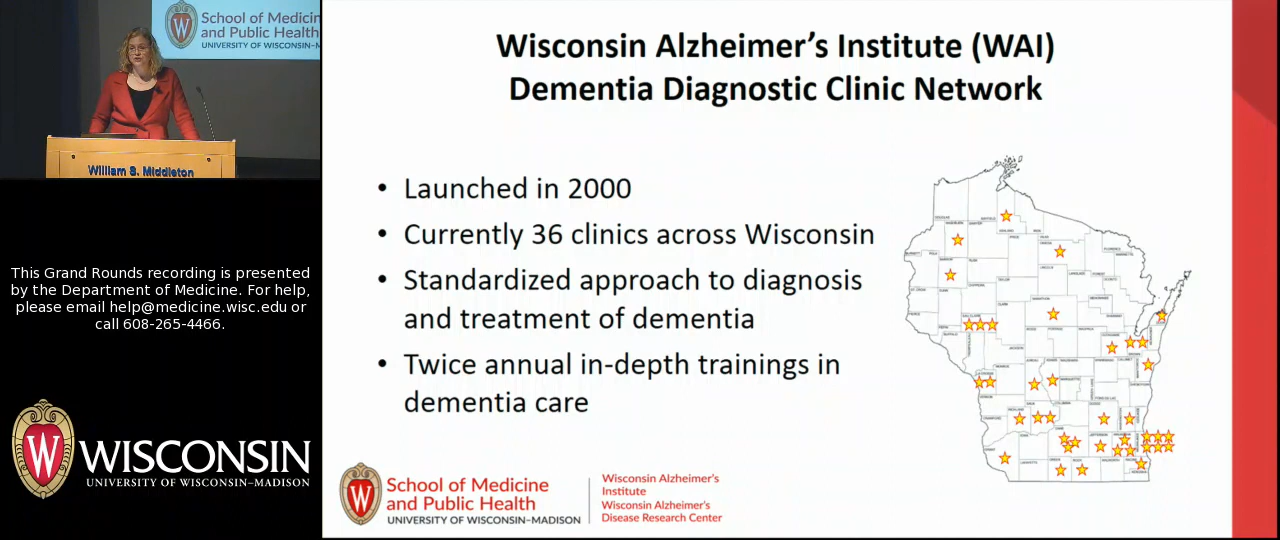 School of Medicin
and Public Health
UNIVERSITY OF WISCONSIN–M
William S. Middleton
This Grand Rounds recording is presented
by the Department of Medicine. For help,
please email help@medicine.wisc.edu or
call 608-265-4466.
W
WISCONSIN
UNIVERSITY OF WISCONSIN–MADISON
Wisconsin Alzheimer's Institute (WAI)
Dementia Diagnostic Clinic Network
• Launched in 2000
• Currently 36 clinics across Wisconsin
• Standardized approach to diagnosis
and treatment of dementia
• Twice annual in-depth trainings in
dementia care
W
School of Medicine
and Public Health
UNIVERSITY OF WISCONSIN–MADISON
Wisconsin Alzheimer's
Institute
Wisconsin Alzheimer's
Disease Research Center